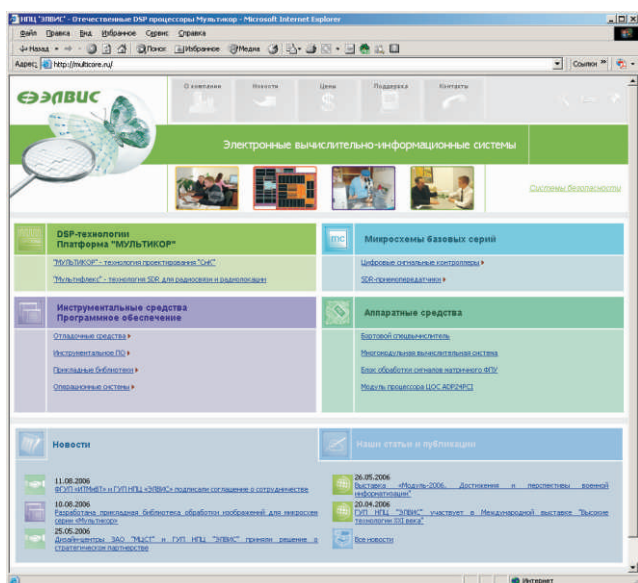 НПЦ "ЭЛВИС" - Отечественные DSP процессоры Мультикор - Microsoft Internet Explorer
Файл Правка Вид Избранное Сервис Справка
Назад Поиск Избранное Медиа
Адрес: http://multicore.ru/ Ссылки »
О компании Новости Цены Поддержка Контакты
ЭЛВИС
Электронные вычислительно-информационные системы
Системы безопасности
DSP-технологии
Платформа "МУЛЬТИКОР"
"МУЛЬТИКОР" - технология проектирования "СнК"
"Мультифлекс" - технология SDR для радиосвязи и радиолокации
mc Микросхемы базовых серий
Цифровые сигнальные контроллеры
SDR-приемопередатчики
Инструментальные средства
Программное обеспечение
Отладочные средства
Инструментальное ПО
Прикладные библиотеки
Операционные системы
Аппаратные средства
Бортовой спецвычислитель
Многомодульная вычислительная система
Блок обработки сигналов матричного ФПУ
Модуль процессора ЦОС ADP24PCI
Новости
11.08.2006
ФГУП «ИТМиВТ» и ГУП НПЦ «ЭЛВИС» подписали соглашение о сотрудничестве
10.08.2006
Разработана прикладная библиотека обработки изображений для микросхем
серии «Мультикор»
25.05.2006
Дизайн-центры ЗАО "МЦСТ" и ГУП НПЦ "ЭЛВИС" приняли решение о
стратегическом партнерстве
Наши статьи и публикации
26.05.2006
Выставка «Модуль-2006. Достижения и перспективы военной
информатизации"
20.04.2006
ГУП НПЦ "ЭЛВИС" участвует в Международной выставке "Высокие
технологии XXI века"
Все новости
Интернет